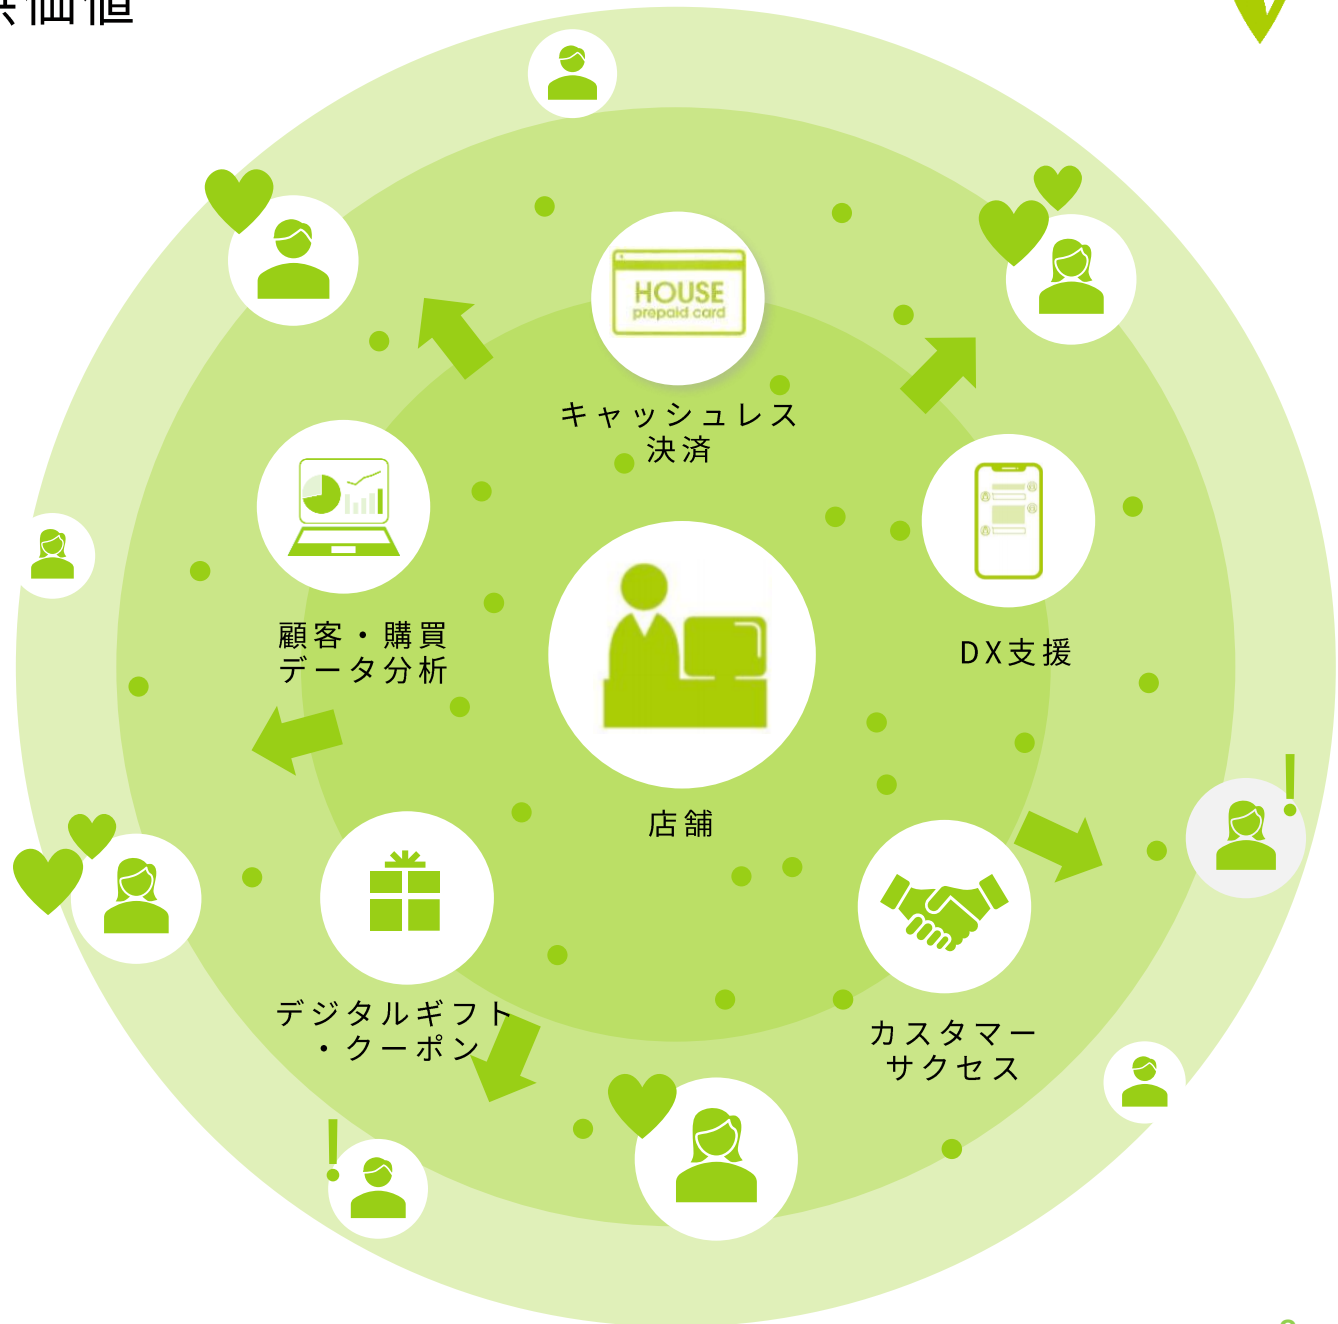 価値
HOUSE
prepaid card
キャッシュレス
決済
顧客・購買
データ分析
DX支援
店舗
デジタルギフト
・クーポン
カスタマー
サクセス